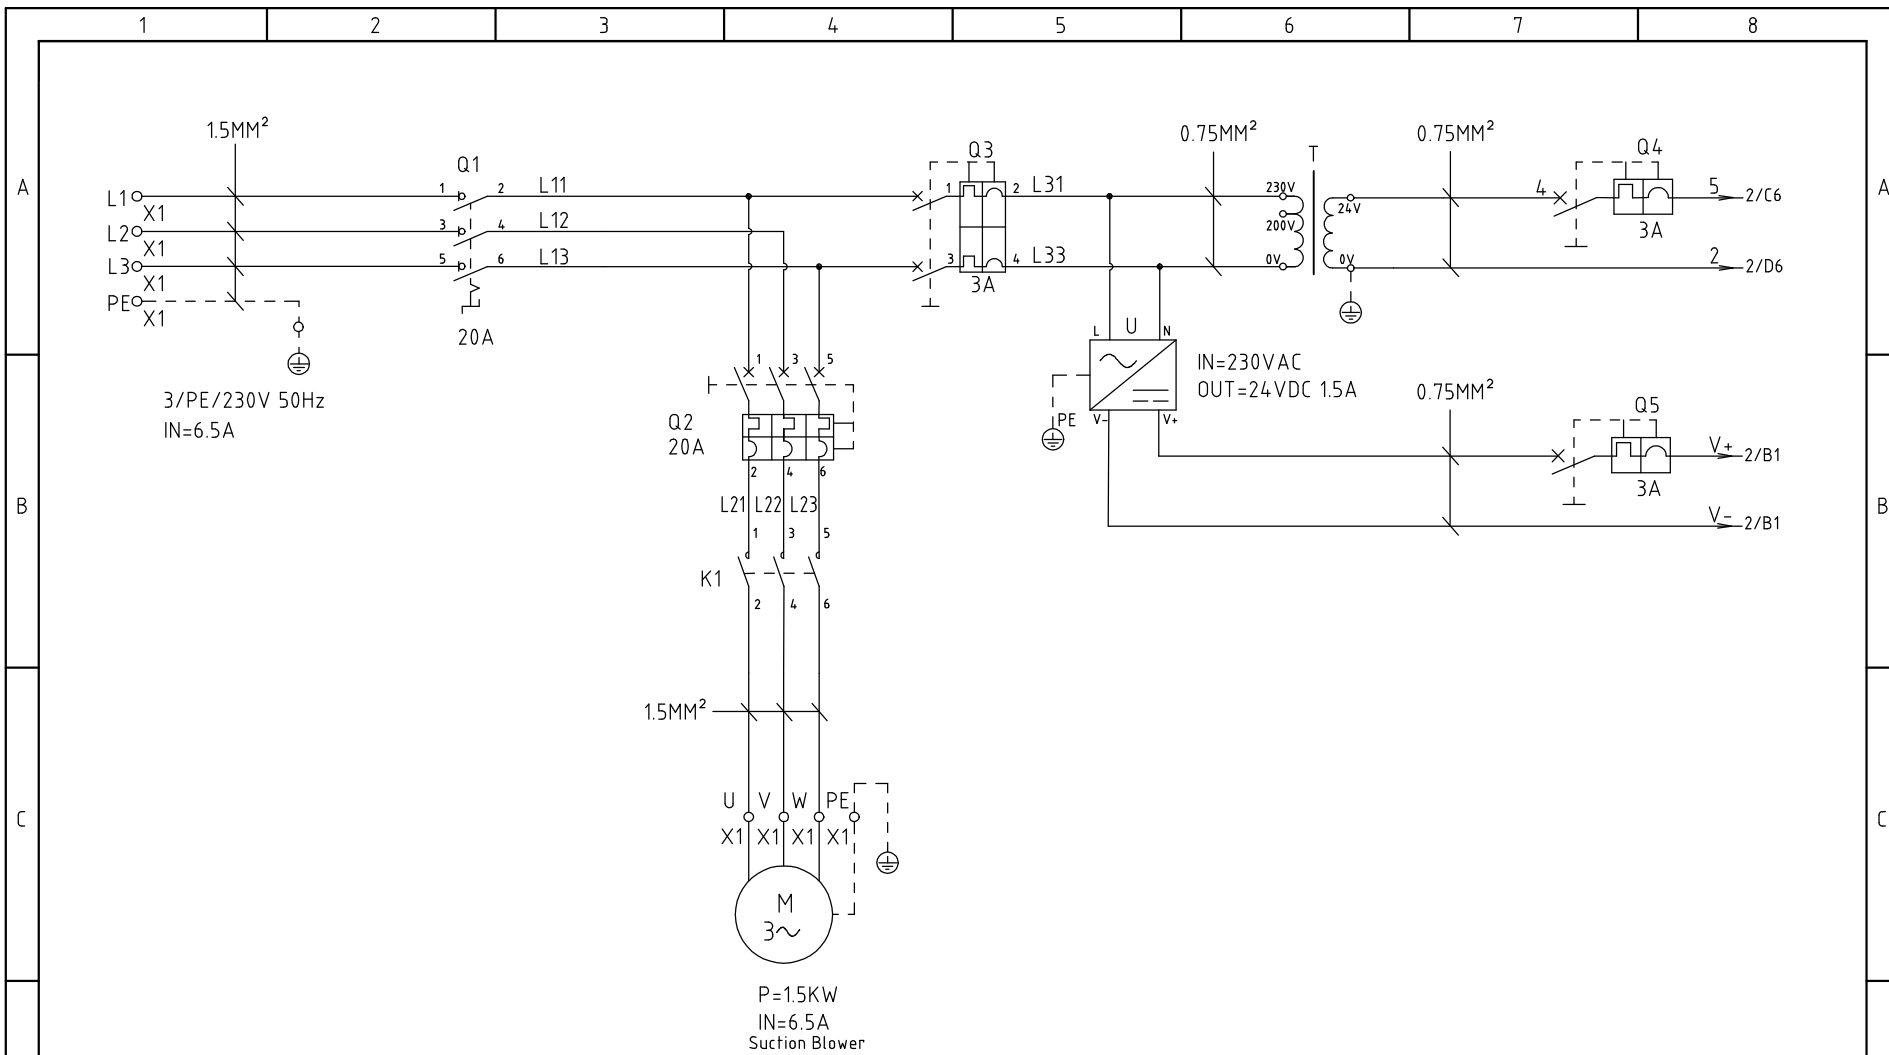 1 2 3 4 5 6 7 8
A A
B B
C C
1.5MM²
L1 X1
L2 X1
L3 X1
PE X1
3/PE/230V 50Hz
IN=6.5A
Q1
1 2
3 4
5 6
20A
L11
L12
L13
Q3
1 2
3 4
3A
L31
L33
0.75MM²
T
230V
200V
0V
24V
0V
0.75MM²
Q4
4 5
3A
2/C6
2 2/D6
L U N
IN=230VAC
OUT=24VDC 1.5A
PE V- V+
0.75MM²
Q5
3A
V+ 2/B1
V- 2/B1
1 3 5
Q2
20A
2 4 6
L21 L22 L23
1 3 5
K1
2 4 6
1.5MM²
U V W PE
X1 X1 X1 X1
M
3~
P=1.5KW
IN=6.5A
Suction Blower